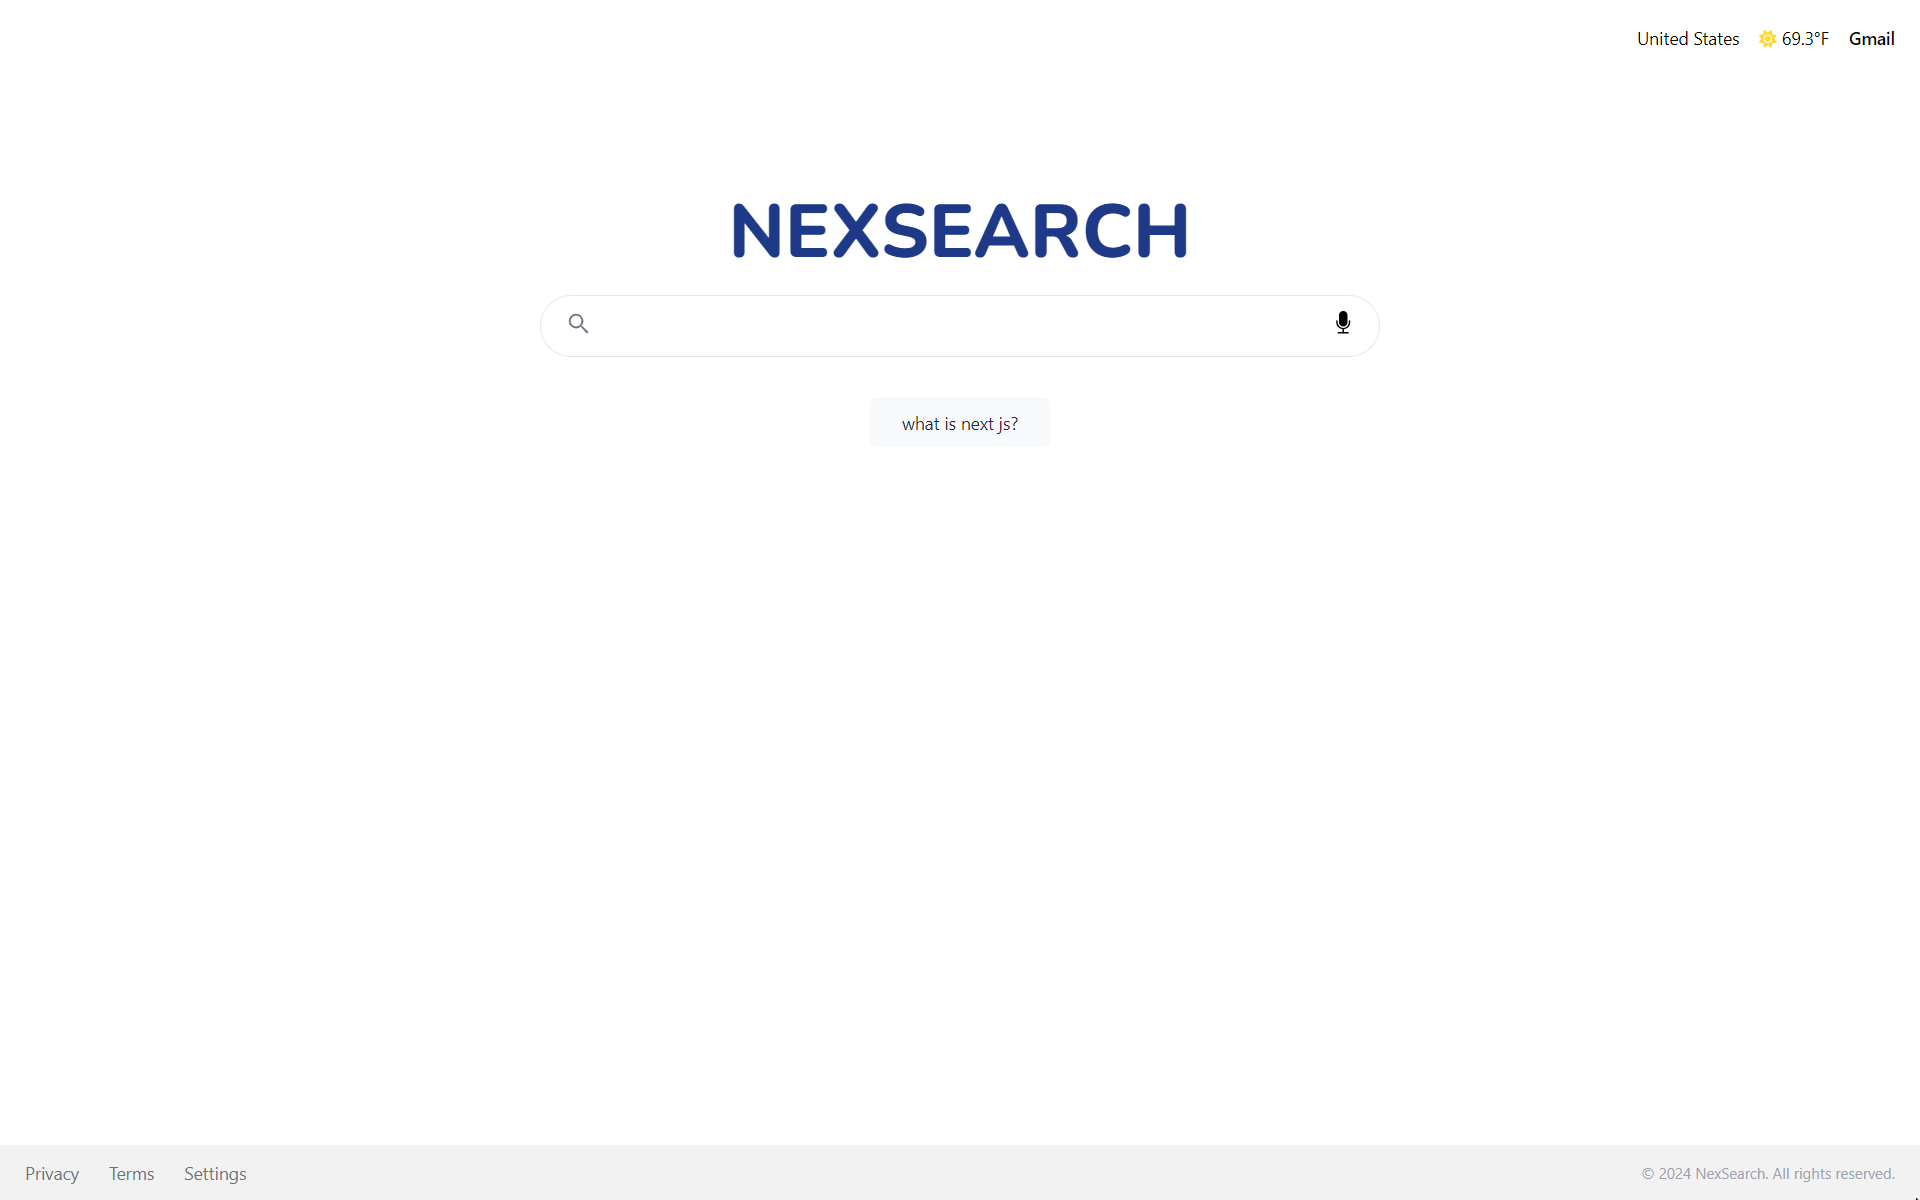 United States 69.3°F Gmail
NEXSEARCH
what is next js?
Privacy Terms Settings
© 2024 NexSearch. All rights reserved.